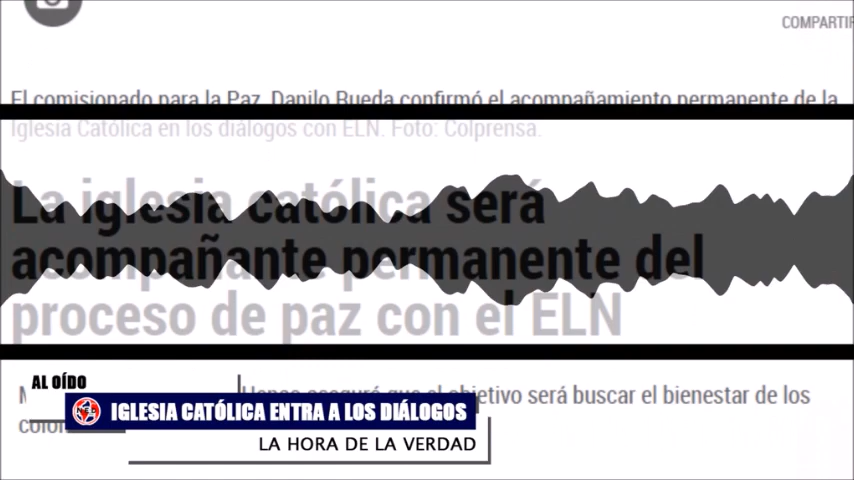 COMPARTIR
El comisionado para la Paz, Danilo Rueda confirmó el acompañamiento permanente de la
Iglesia Católica en los diálogos con ELN. Foto: Colprensa.
La iglesia católica será
acompañante permanente del
proceso de paz con el ELN
AL OÍDO
aseguró que el objetivo será buscar el bienestar de los
IGLESIA CATÓLICA ENTRA A LOS DIÁLOGOS
LA HORA DE LA VERDAD